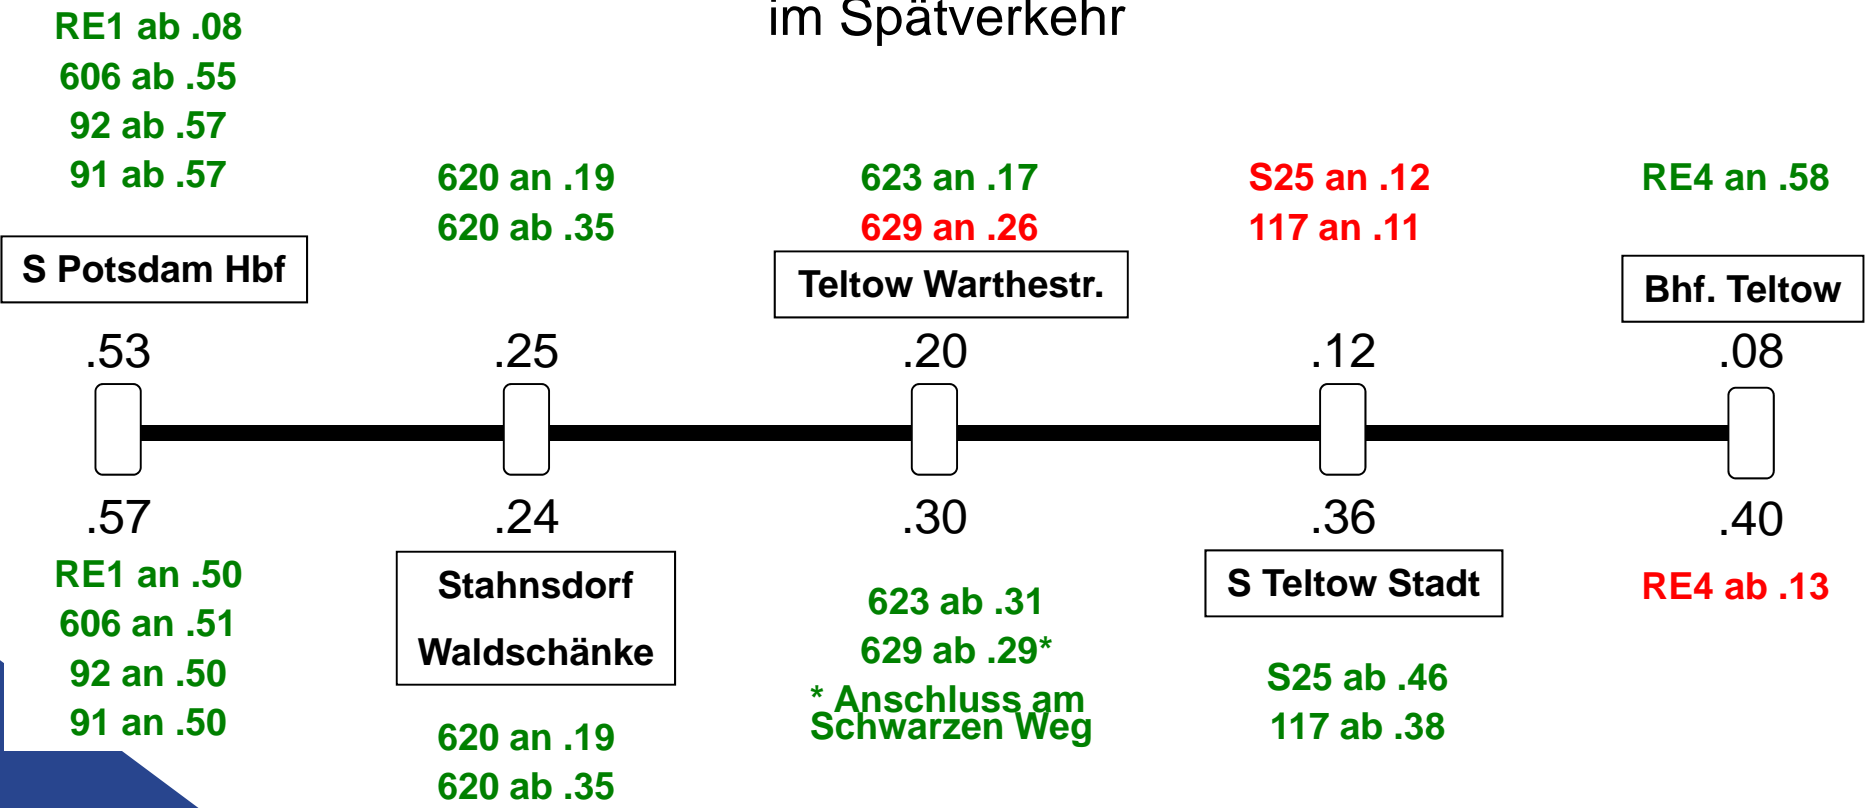 im Spätverkehr
RE1 ab .08
606 ab .55
92 ab .57
91 ab .57
620 an .19
620 ab .35
623 an .17
629 an .26
S25 an .12
117 an .11
RE4 an .58
S Potsdam Hbf
Teltow Warthestr.
Bhf. Teltow
.53
.25
.20
.12
.08
.57
.24
.30
.36
.40
RE1 an .50
606 an .51
92 an .50
91 an .50
Stahnsdorf
Waldschänke
620 an .19
620 ab .35
623 ab .31
629 ab .29*
* Anschluss am
Schwarzen Weg
S Teltow Stadt
S25 ab .46
117 ab .38
RE4 ab .13